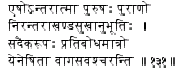 एषोऽन्तरात्मा पुरुषः पुराणो
निरन्तराखण्डसुखानुभूतिः ।
सदैकरूपः प्रतिबोधमात्रो
येनेषिता वागसवश्चरन्ति ॥ १३१॥